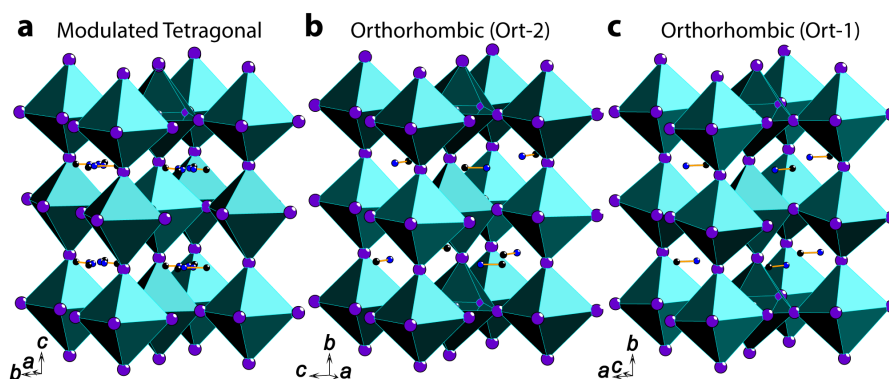 a Modulated Tetragonal
b Orthorhombic (Ort-2)
c Orthorhombic (Ort-1)
c
a
b
b
c
a
b
c
a